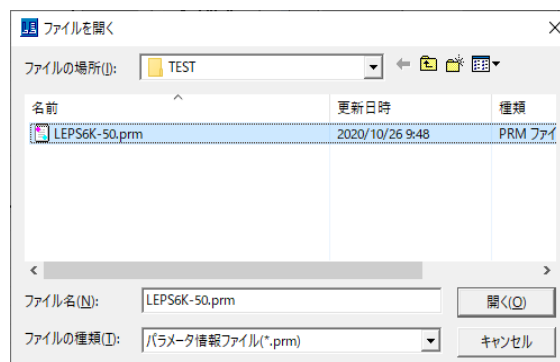 ファイルを開く
ファイルの場所(I):
TEST
名前
更新日時
種類
LEPS6K-50.prm
2020/10/26 9:48
PRM ファイ
ファイル名(N):
LEPS6K-50.prm
開く(O)
ファイルの種類(T):
パラメータ情報ファイル(*.prm)
キャンセル